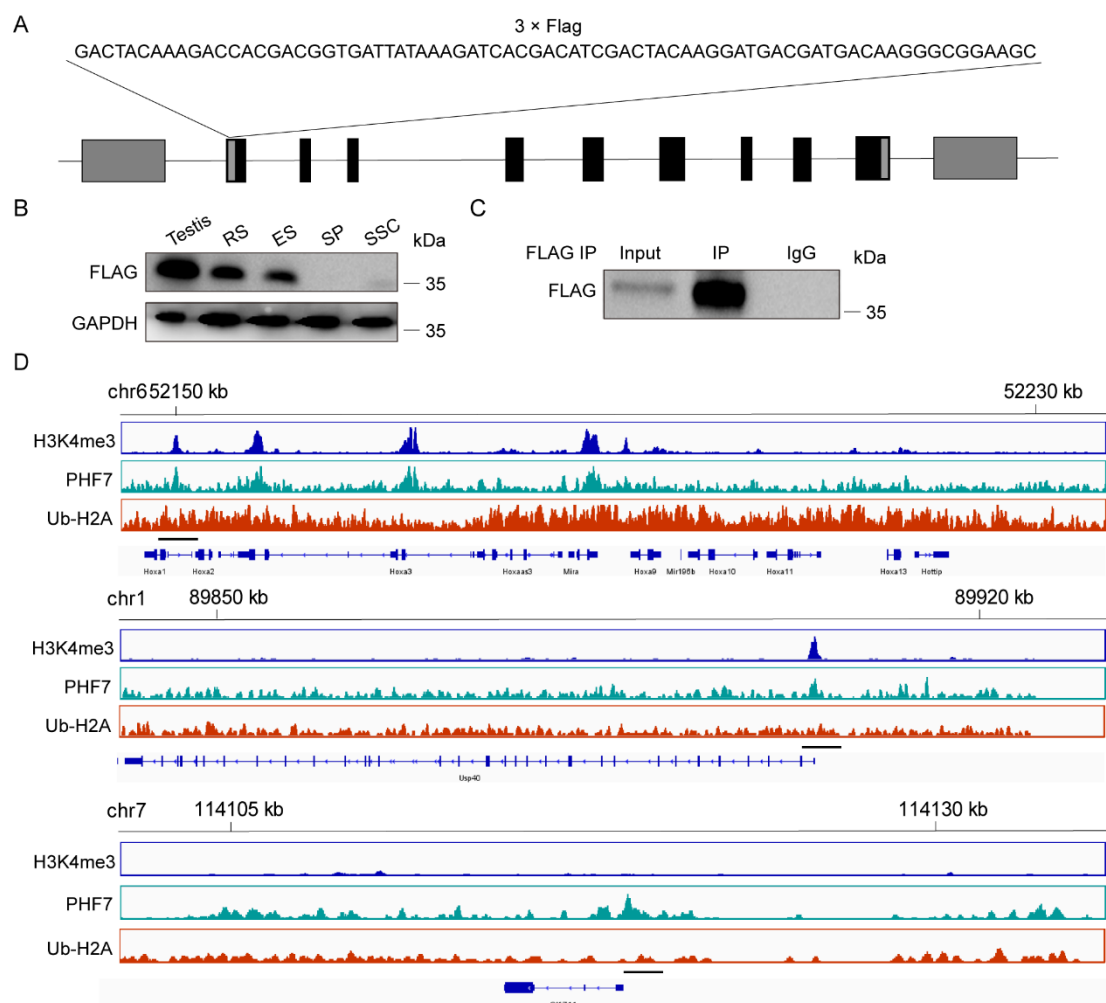 A
3 × Flag
GACTACAAAGACCACGACGGTGATTATAAAGATCACGACATCGACTACAAGGATGACGATGACAAGGGCGGAAGC
B
Testis RS ES SP SSC kDa
FLAG
35
GAPDH
35
C
FLAG IP Input IP IgG kDa
FLAG
35
D
chr6 52150 kb 52230 kb
H3K4me3
PHF7
Ub-H2A
Hoxa1 Hoxa2 Hoxa3 Hoxaas3 Mira Hoxa9 Mir196b Hoxa10 Hoxa11 Hoxa13 Hottip
chr1 89850 kb 89920 kb
H3K4me3
PHF7
Ub-H2A
Usp40
chr7 114105 kb 114130 kb
H3K4me3
PHF7
Ub-H2A